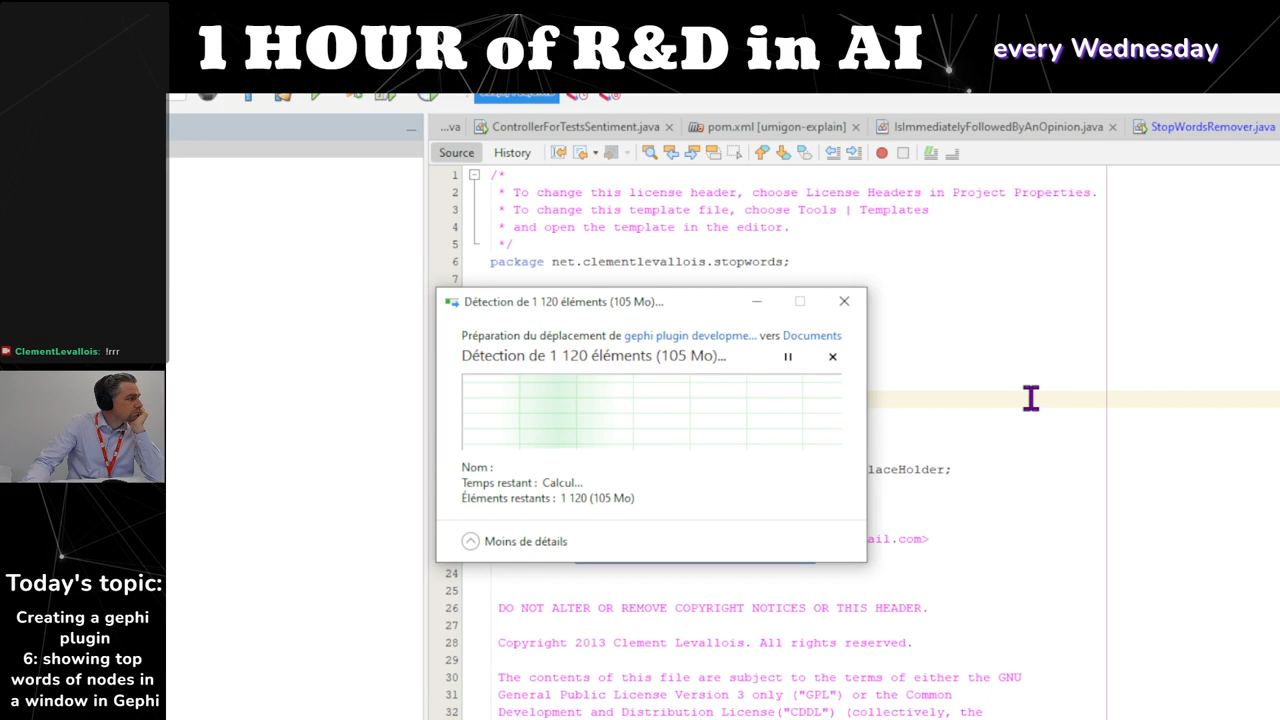 1 HOUR of R&D in AI
every Wednesday
...va
ControllerForTestsSentiment.java
pom.xml [umigon-explain]
IsImmediatelyFollowedByAnOpinion.java
StopWordsRemover.java
Source
History
1 /*
2 * To change this license header, choose License Headers in Project Properties.
3 * To change this template file, choose Tools | Templates
4 * and open the template in the editor.
5 */
6 package net.clementlevallois.stopwords;
7
Détection de 1 120 éléments (105 Mo)...
Préparation du déplacement de gephi plugin developme... vers Documents
Détection de 1 120 éléments (105 Mo)...
Nom :
Temps restant : Calcul...
Éléments restants : 1 120 (105 Mo)
Moins de détails
laceHolder;
ail.com>
24
25
26 DO NOT ALTER OR REMOVE COPYRIGHT NOTICES OR THIS HEADER.
27
28 Copyright 2013 Clement Levallois. All rights reserved.
29
30 The contents of this file are subject to the terms of either the GNU
31 General Public License Version 3 only ("GPL") or the Common
32 Development and Distribution License("CDDL") (collectively, the
ClementLevallois: !rrr
Today's topic:
Creating a gephi
plugin
6: showing top
words of nodes in
a window in Gephi